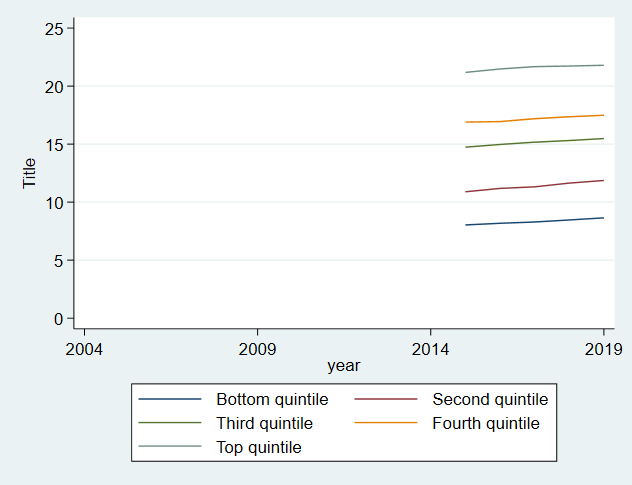 25
20
15
10
5
0
Title
2004 2009 2014 2019
year
Bottom quintile Second quintile
Third quintile Fourth quintile
Top quintile